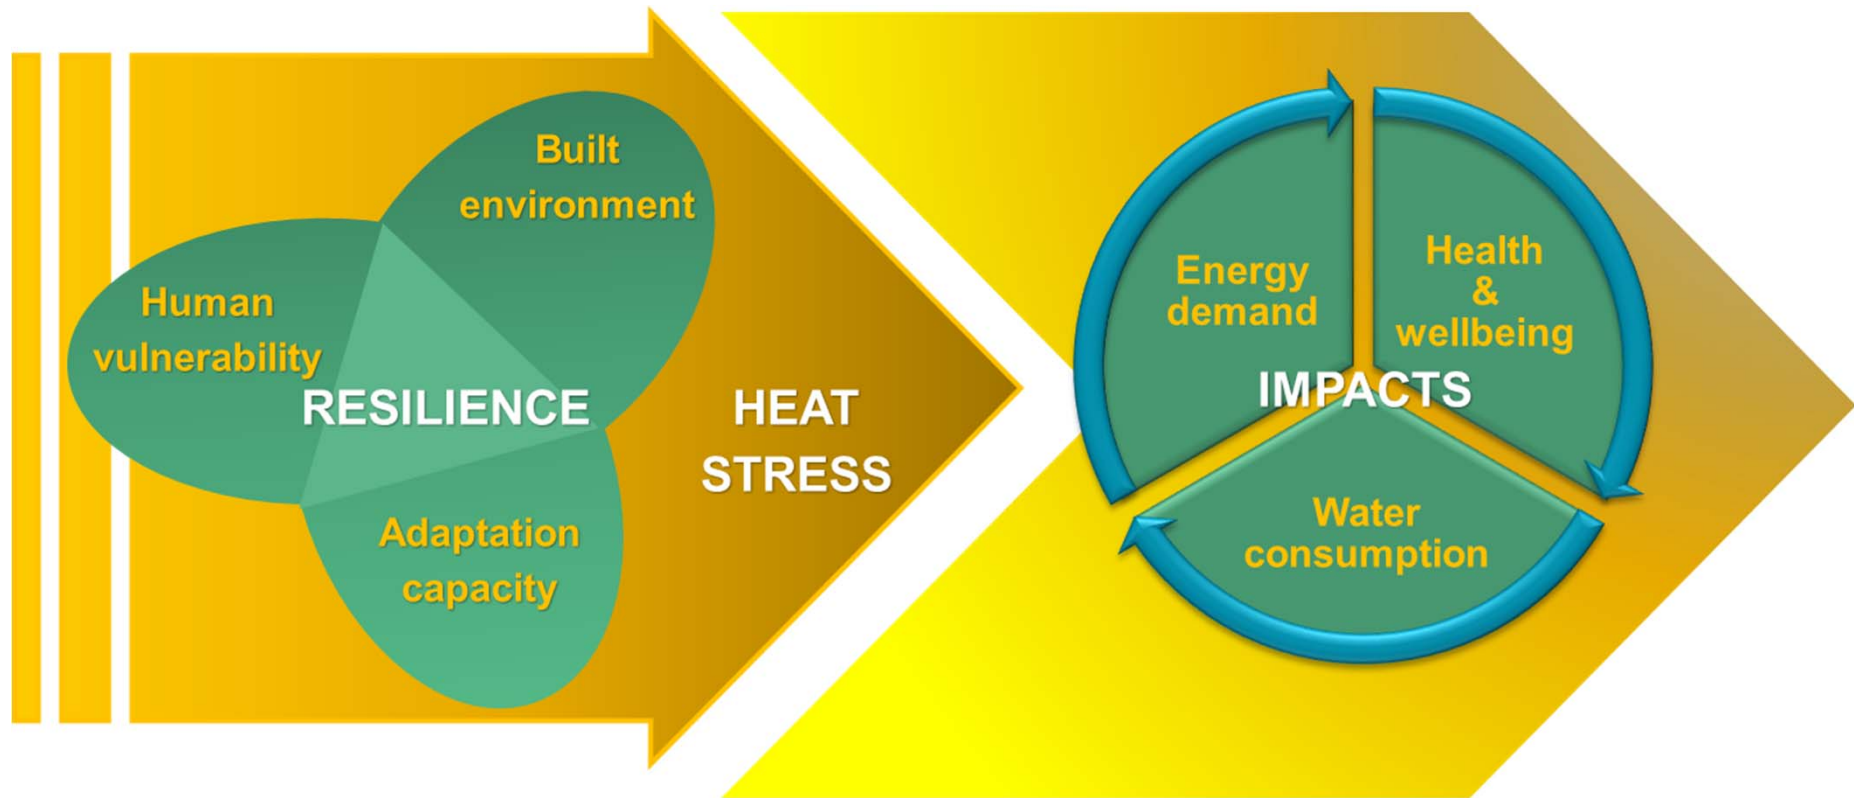 Built
environment
Human
vulnerability
RESILIENCE
Adaptation
capacity
HEAT
STRESS
Energy
demand
Health
&
wellbeing
IMPACTS
Water
consumption